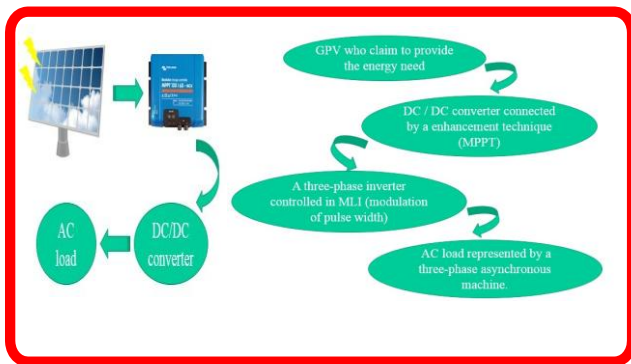 GPV who claim to provide
the energy need
DC / DC converter connected
by a enhancement technique
(MPPT)
A three-phase inverter
controlled in MLI (modulation
of pulse width)
AC load represented by a
three-phase asynchronous
machine.
AC
load
DC/DC
converter